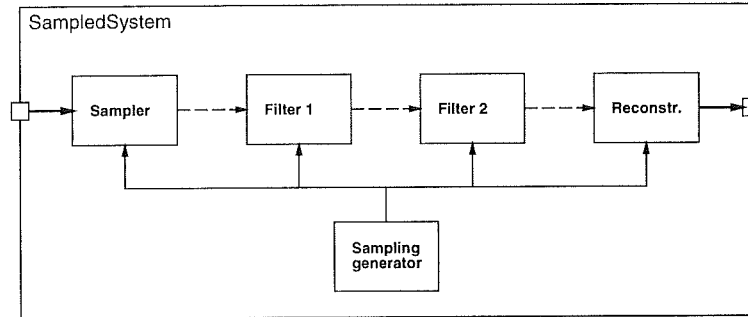 SampledSystem
Sampler
Filter 1
Filter 2
Reconstr.
Sampling
generator